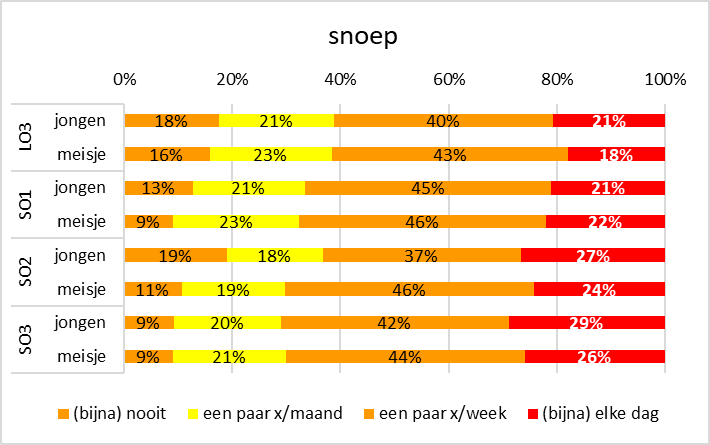 snoep
0% 20% 40% 60% 80% 100%
LO3
jongen 18% 21% 40% 21%
meisje 16% 23% 43% 18%
SO1
jongen 13% 21% 45% 21%
meisje 9% 23% 46% 22%
SO2
jongen 19% 18% 37% 27%
meisje 11% 19% 46% 24%
SO3
jongen 9% 20% 42% 29%
meisje 9% 21% 44% 26%
(bijna) nooit een paar x/maand een paar x/week (bijna) elke dag